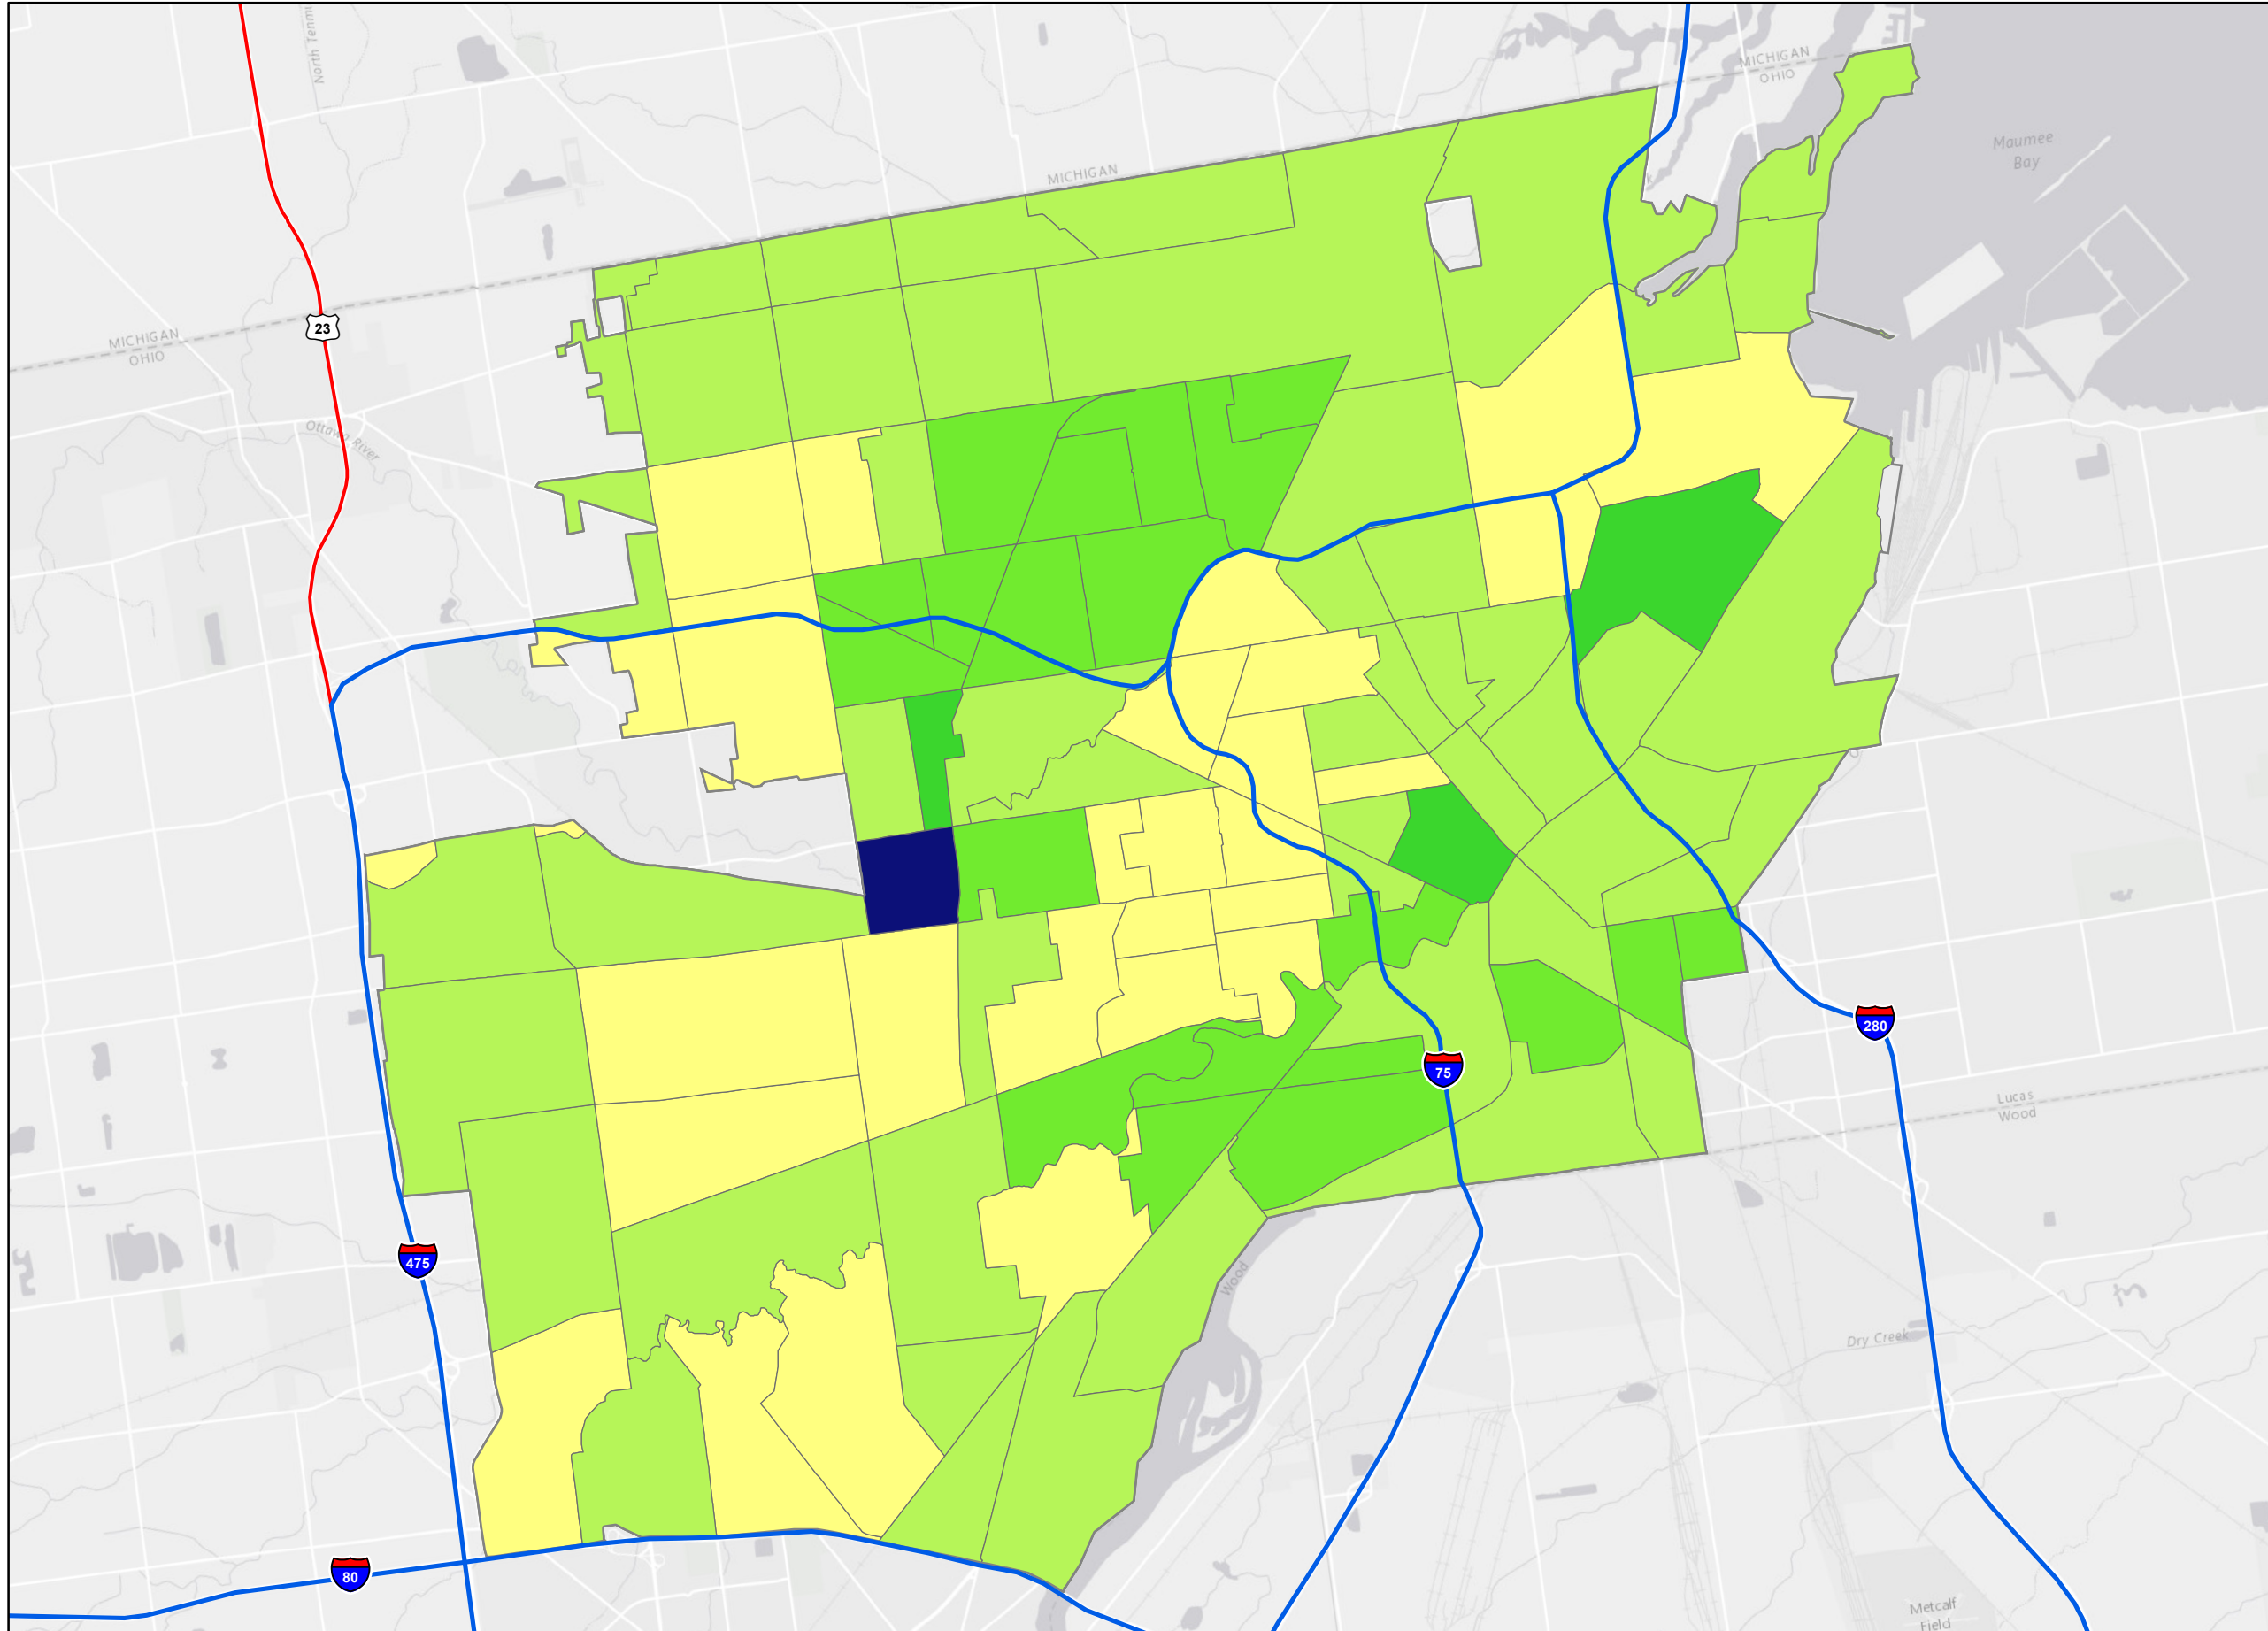 North Tenmi
MICHIGAN
OHIO
Maumee
Bay
MICHIGAN
23
MICHIGAN
OHIO
Ottawa River
280
75
Lucas
Wood
475
Wood
Dry Creek
80
Metcalf
Field